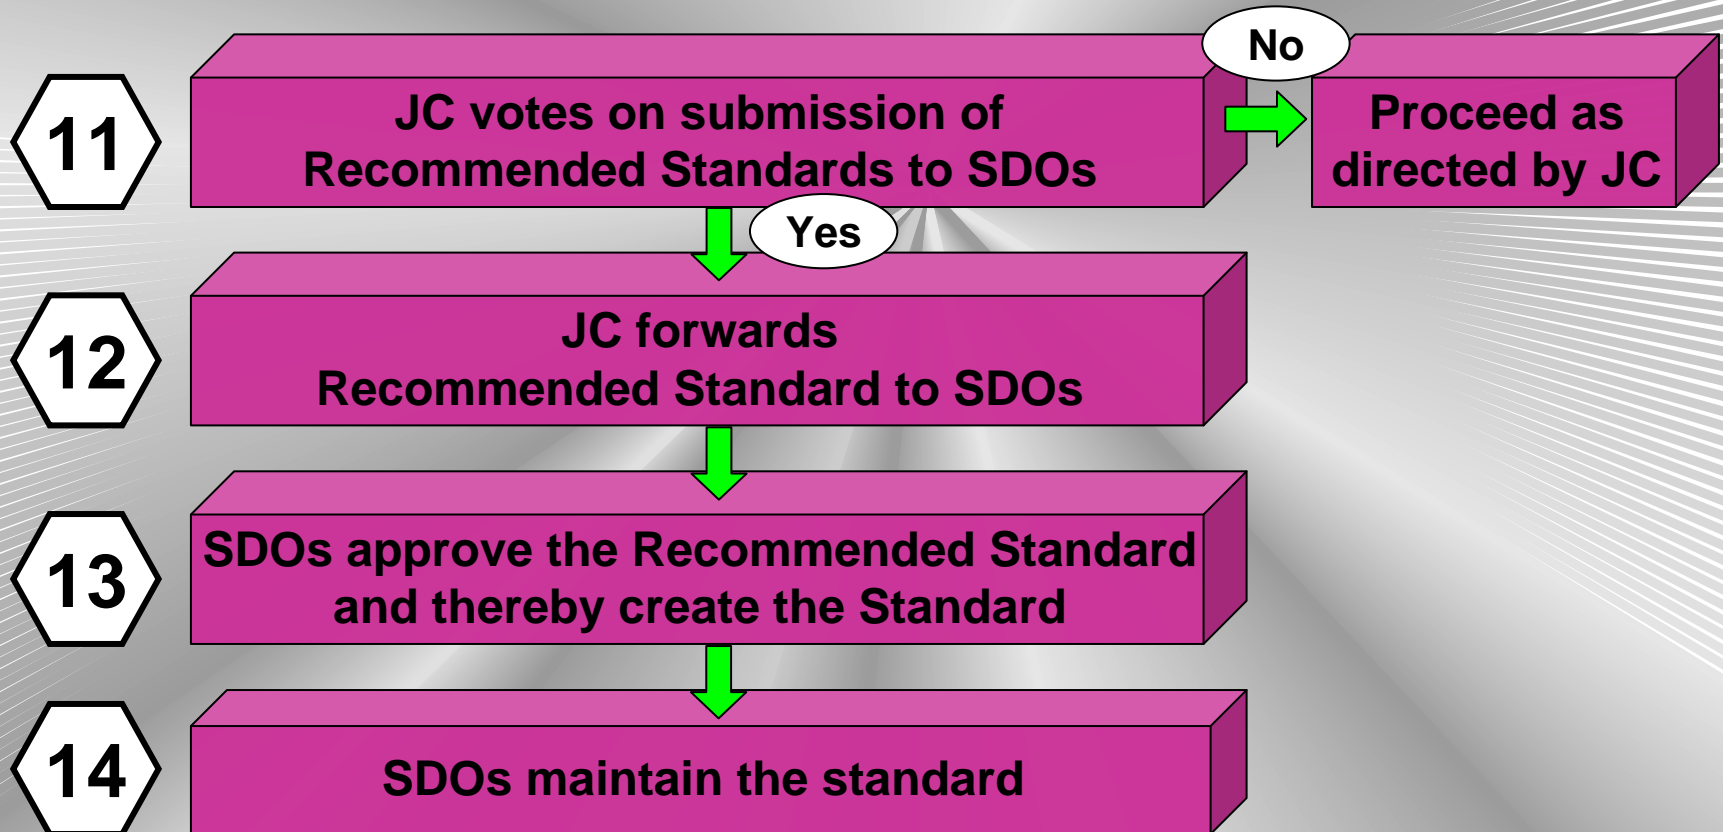 11
JC votes on submission of
Recommended Standards to SDOs
No
Proceed as
directed by JC
Yes
12
JC forwards
Recommended Standard to SDOs
13
SDOs approve the Recommended Standard
and thereby create the Standard
14
SDOs maintain the standard